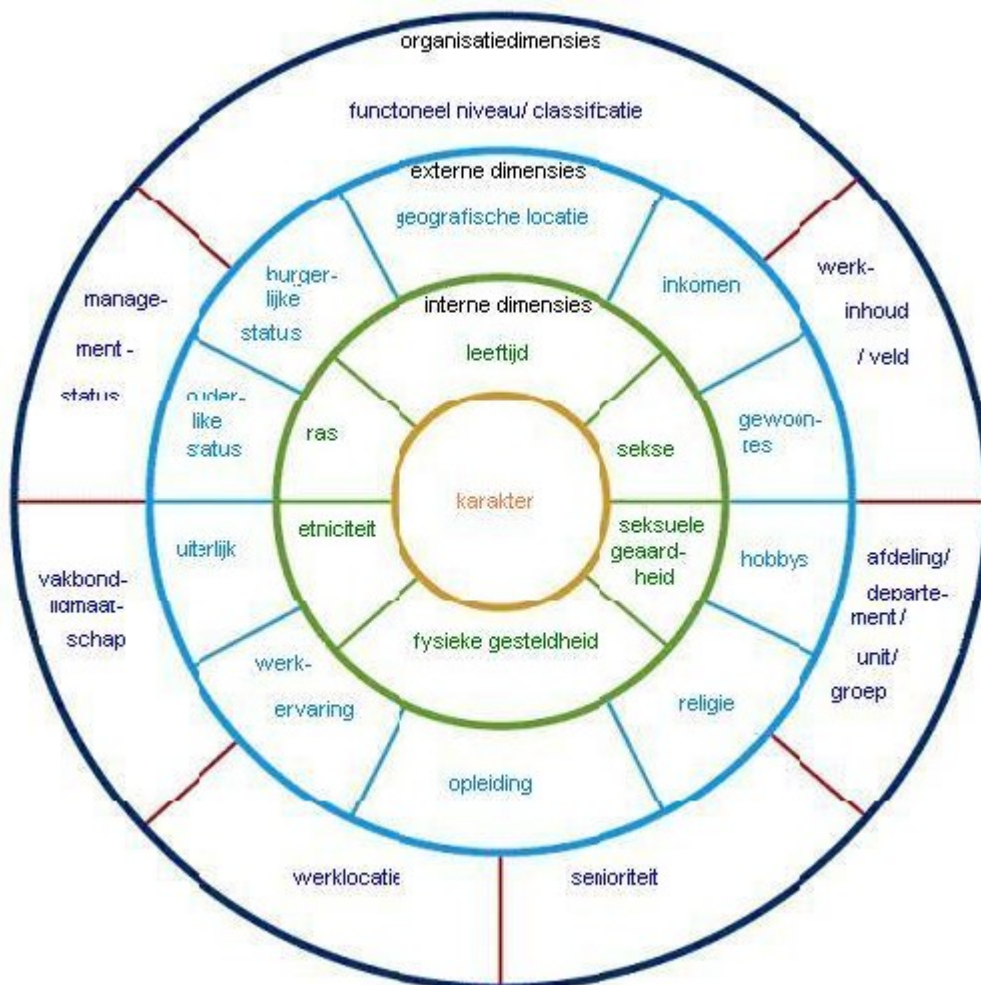 organisatiedimensies
functoneel niveau/ classificatie
externe dimensies
geografische locatie
burger-
lijke
status
inkomen
werk-
inhoud
/ veld
manage-
ment -
status
interne dimensies
leeftijd
ouder-
like
status
ras
sekse
gewoon-
tes
karakter
etniciteit
seksuele
geaard-
heid
uiterlijk
hobbys
afdeling/
departe-
ment /
unit/
groep
vakbond-
lidmaat-
schap
fysieke gesteldheid
werk-
ervaring
religie
opleiding
werklocatie
senioriteit